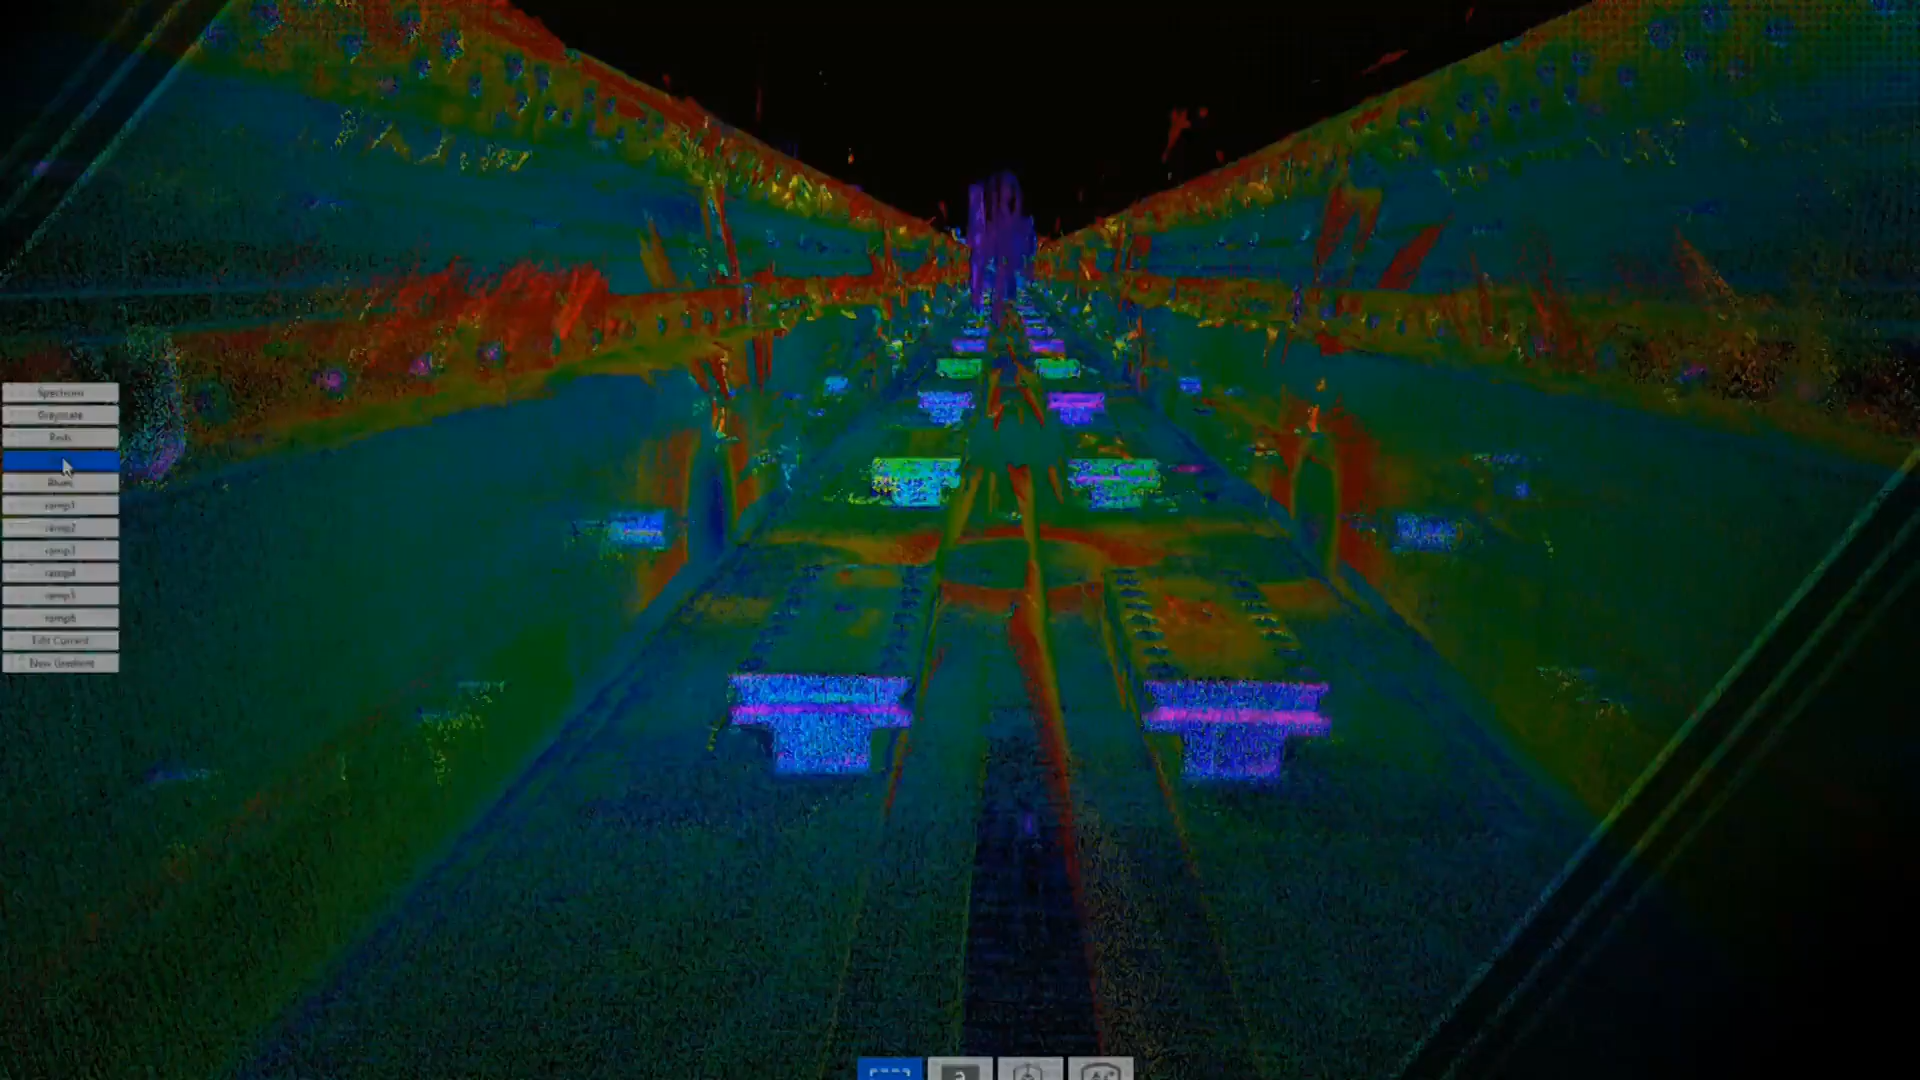 Spectrum
Grayscale
Reds
Blues
ramp1
ramp2
ramp3
ramp4
ramp5
ramp6
Edit Current
New Gradient